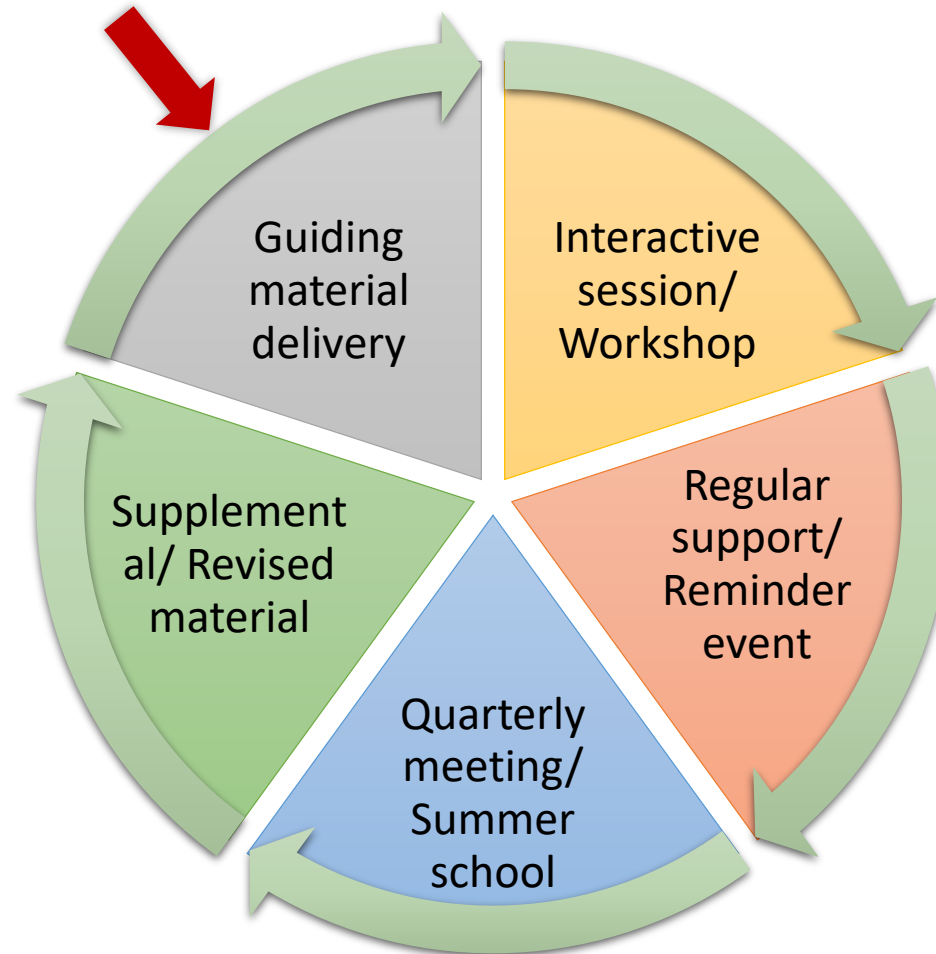 Guiding
material
delivery
Interactive
session/
Workshop
Regular
support/
Reminder
event
Quarterly
meeting/
Summer
school
Supplement
al/ Revised
material